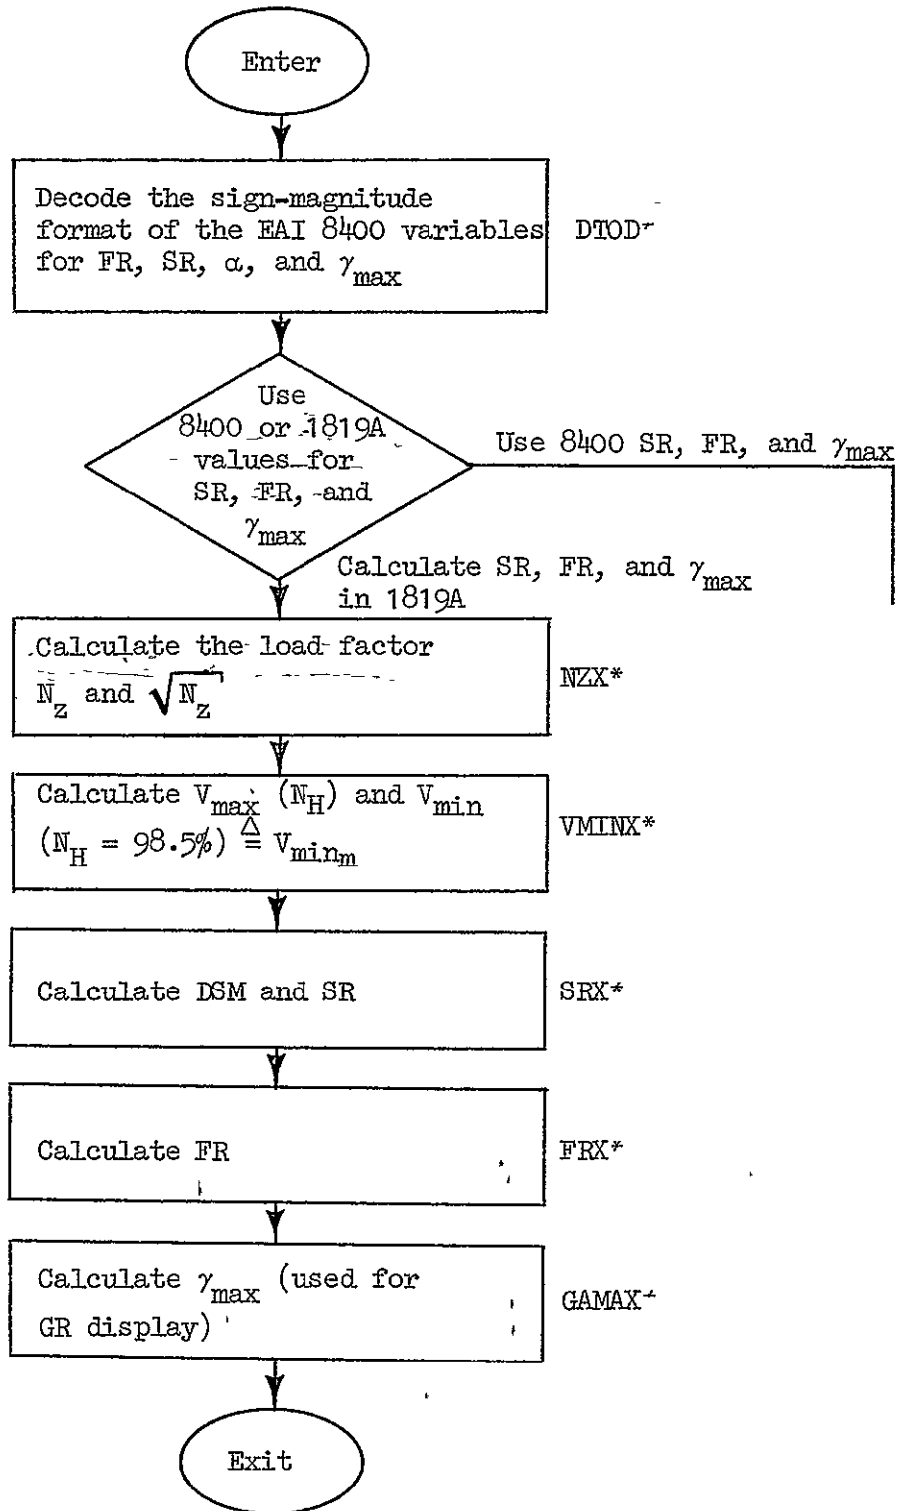 Enter
Decode the sign-magnitude
format of the EAI 8400 variables
for FR, SR, α, and γmax
DTOD*
Use
8400 or 1819A
values for
SR, FR, and
γmax
Use 8400 SR, FR, and γmax
Calculate SR, FR, and γmax
in 1819A
Calculate the load factor
Nz and √Nz
NZX*
Calculate Vmax (NH) and Vmin
(NH = 98.5%) ≜ Vminm
VMINX*
Calculate DSM and SR
SRX*
Calculate FR
FRX*
Calculate γmax (used for
GR display)
GAMAX*
Exit